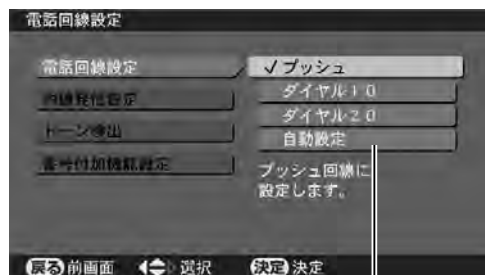 電話回線設定
電話回線設定
内線発信設定
トーン検出
番号付加機能設定
✓プッシュ
ダイヤル10
ダイヤル20
自動設定
プッシュ回線に
設定します。
戻る 前画面 選択 決定 決定